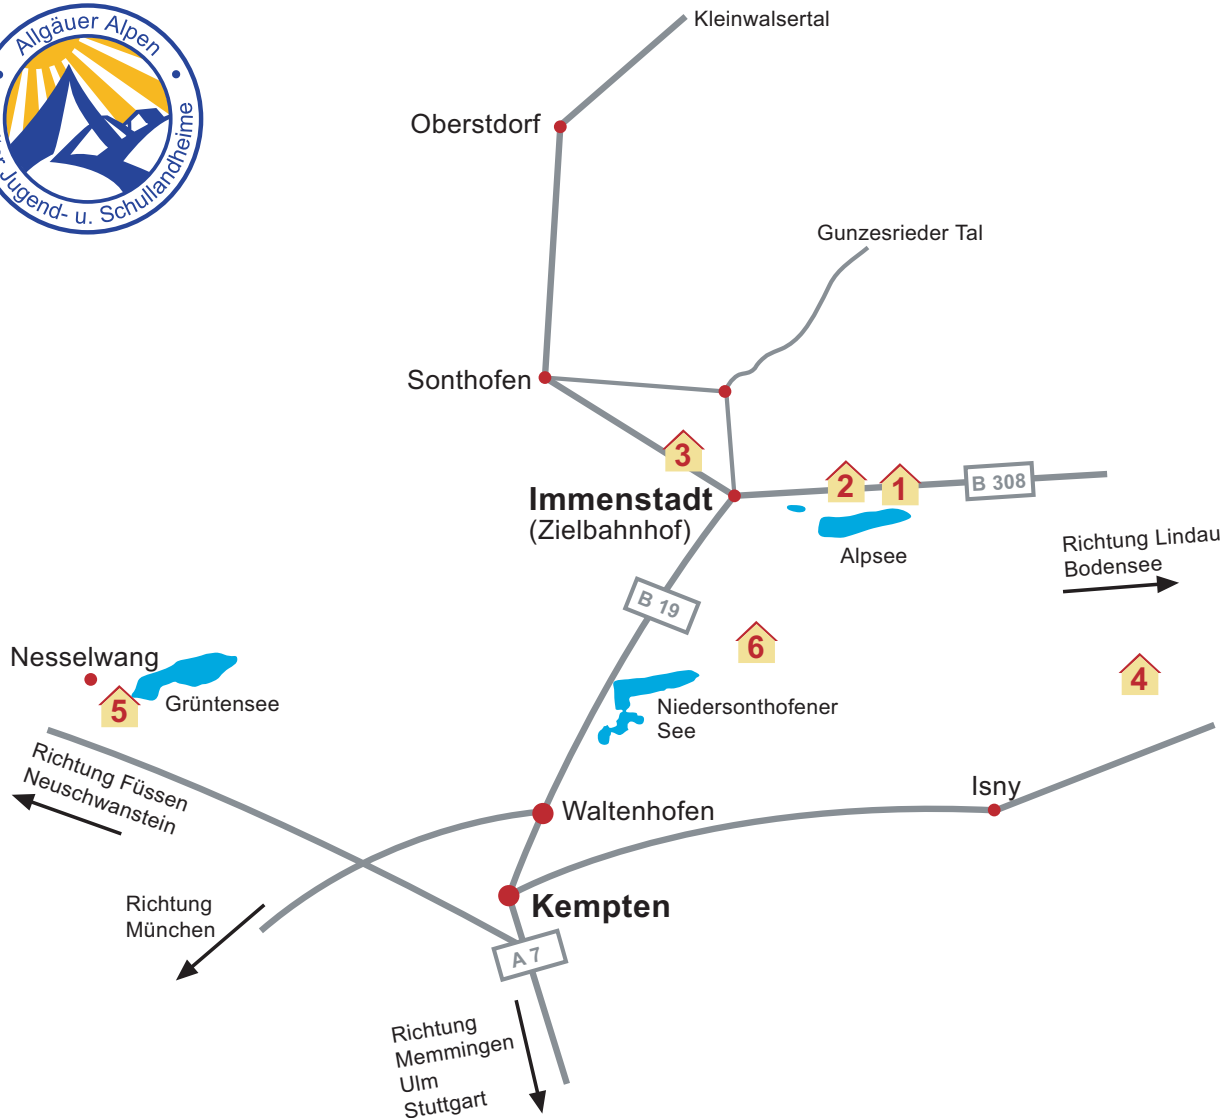 Allgäuer Alpen
Jugend- u. Schullandheime
Kleinwalsertal
Oberstdorf
Gunzesrieder Tal
Sonthofen
3
Immenstadt
(Zielbahnhof)
2
1
B 308
Alpsee
Richtung Lindau
Bodensee
B 19
6
4
Nesselwang
5
Grüntensee
Niedersonthofener
See
Richtung Füssen
Neuschwanstein
Isny
Waltenhofen
Kempten
Richtung
München
A 7
Richtung
Memmingen
Ulm
Stuttgart